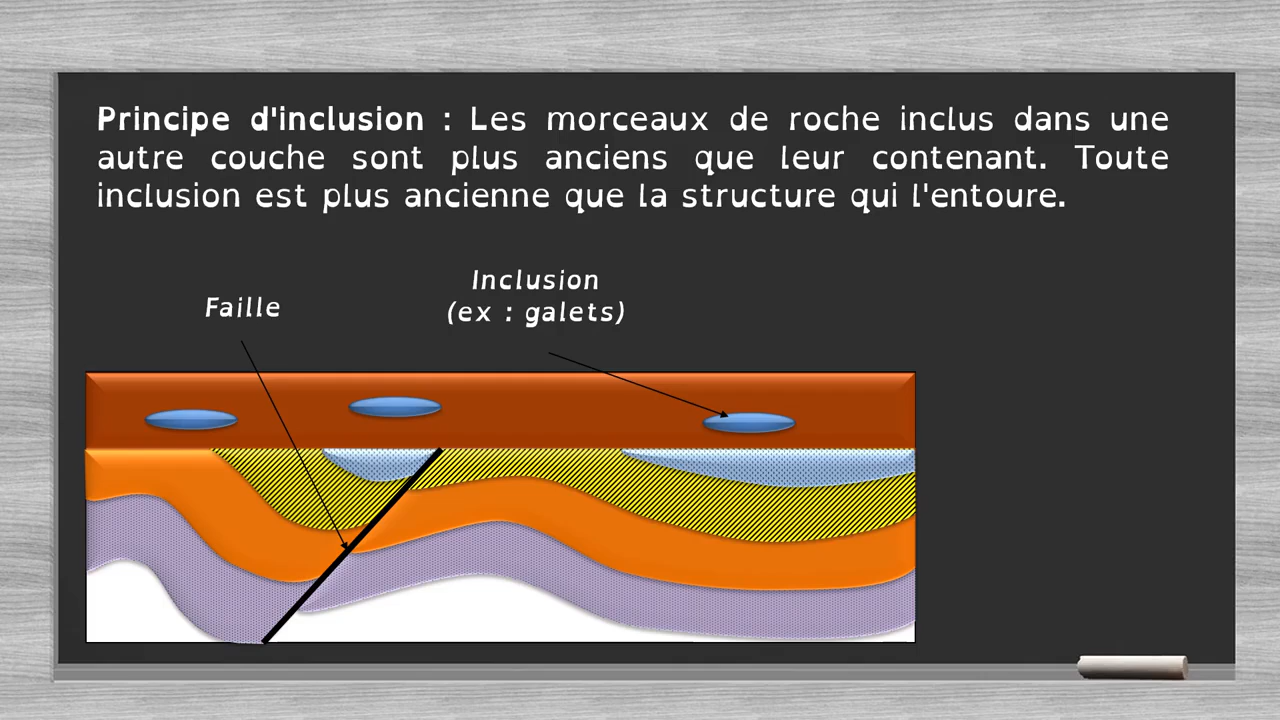 Principe d'inclusion : Les morceaux de roche inclus dans une
autre couche sont plus anciens que leur contenant. Toute
inclusion est plus ancienne que la structure qui l'entoure.
Inclusion
(ex : galets)
Faille